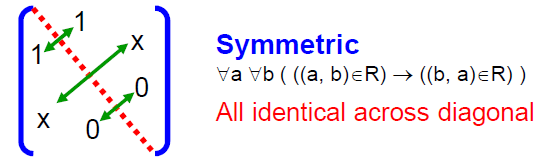 1
1
x
0
x
0
Symmetric
∀a ∀b ( ((a, b)∈R) → ((b, a)∈R) )
All identical across diagonal